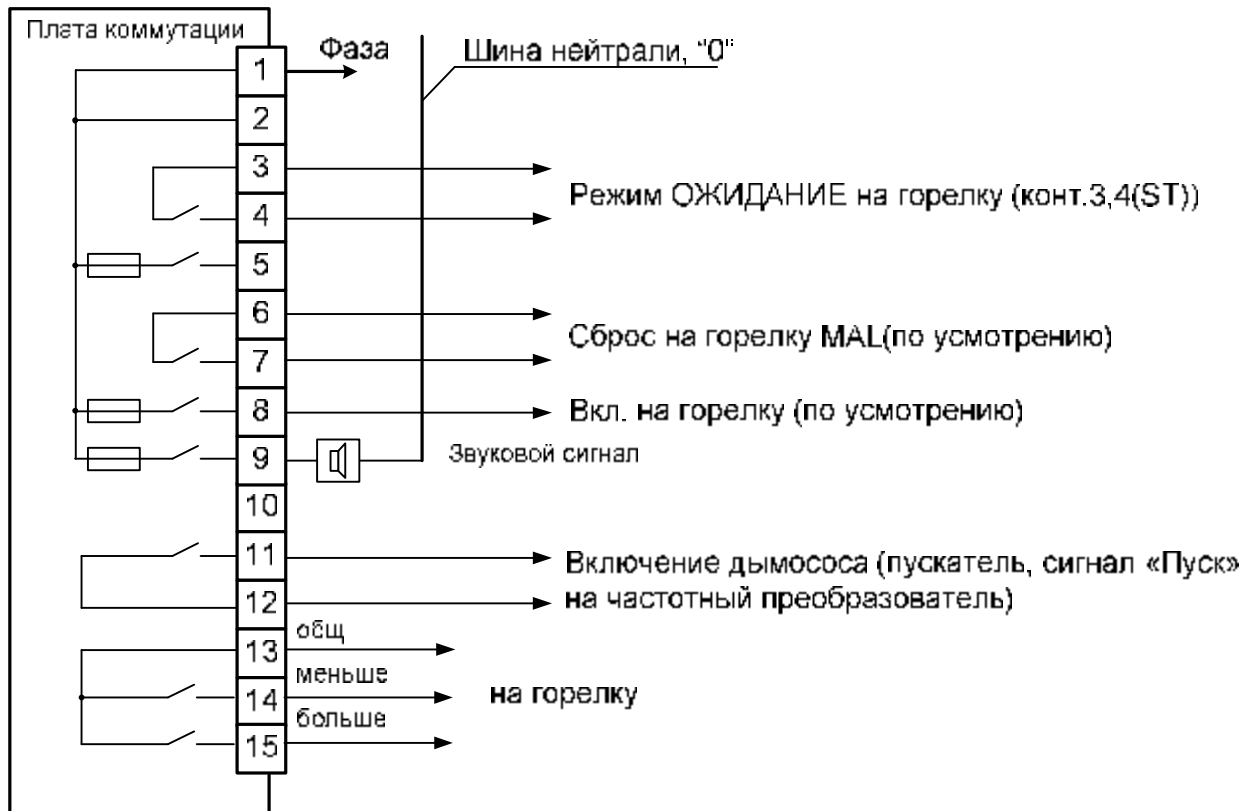 Плата коммутации
Фаза
Шина нейтрали, "0"
1
2
3
4
Режим ОЖИДАНИЕ на горелку (конт.3,4(ST))
5
6
7
Сброс на горелку MAL(по усмотрению)
8
Вкл. на горелку (по усмотрению)
9
Звуковой сигнал
10
11
12
Включение дымососа (пускатель, сигнал «Пуск»
на частотный преобразователь)
13
общ
14
меньше
на горелку
15
больше